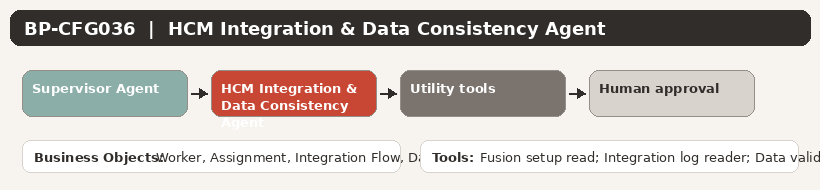 BP-CFG036 | HCM Integration & Data Consistency Agent
Supervisor Agent
HCM Integration &
Data Consistency
Agent
Utility tools
Human approval
Business Objects: Worker, Assignment, Integration Flow, Da
Tools: Fusion setup read; Integration log reader; Data valid